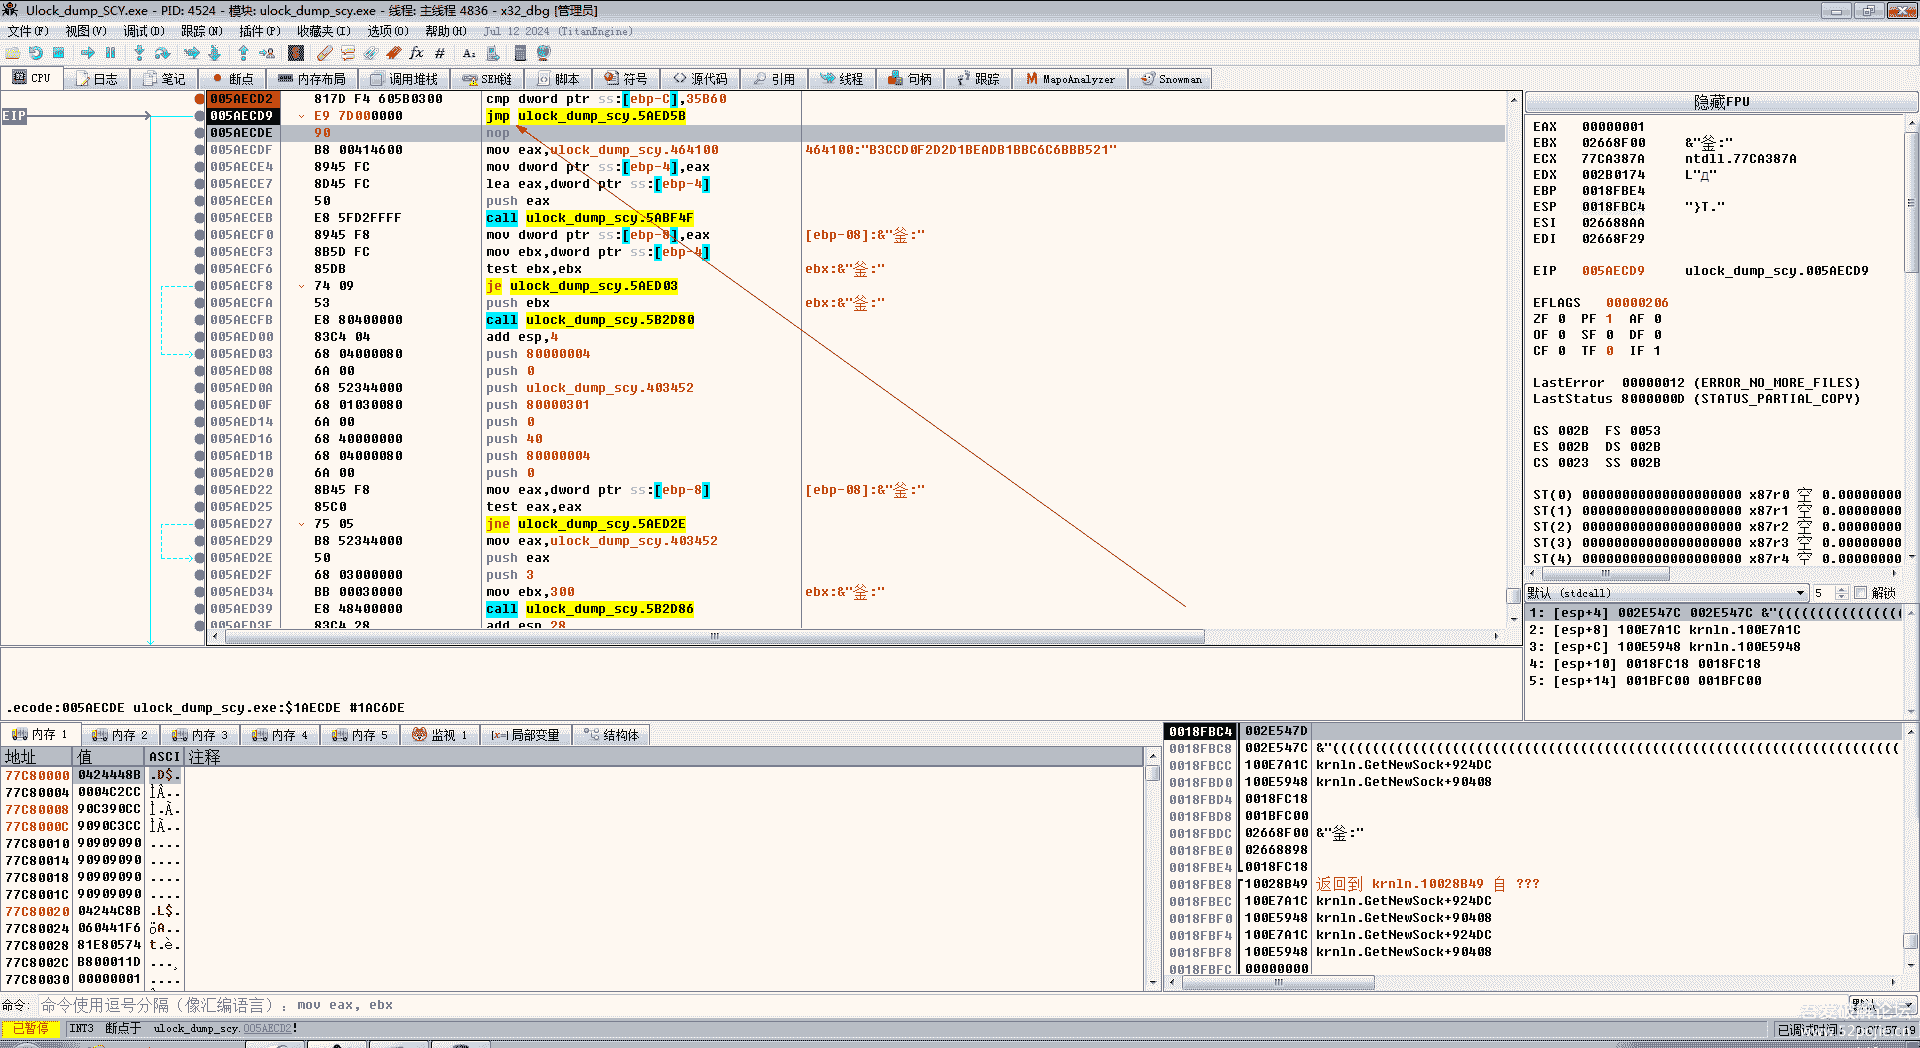 Ulock_dump_SCY.exe - PID: 4524 - 模块: ulock_dump_scy.exe - 线程: 主线程 4836 - x32_dbg [管理员]
文件(F) 视图(V) 调试(D) 跟踪(N) 插件(P) 收藏夹(I) 选项(O) 帮助(H) Jul 12 2024 (TitanEngine)
CPU 日志 笔记 断点 内存布局 调用堆栈 SEH链 脚本 符号 源代码 引用 线程 句柄 跟踪 MapoAnalyzer Snowman
EIP
005AECD2 817D F4 605B0300 cmp dword ptr ss:[ebp-C],35B60
005AECD9 E9 7D000000 jmp ulock_dump_scy.5AED5B
005AECDE 90 nop
005AECDF B8 00414600 mov eax,ulock_dump_scy.464100 464100:"B3CCD0F2D2D1BEADB1BBC6C6BBB521"
005AECE4 8945 FC mov dword ptr ss:[ebp-4],eax
005AECE7 8D45 FC lea eax,dword ptr ss:[ebp-4]
005AECEA 50 push eax
005AECEB E8 5FD2FFFF call ulock_dump_scy.5ABF4F
005AECF0 8945 F8 mov dword ptr ss:[ebp-8],eax [ebp-08]:&"釜:"
005AECF3 8B5D FC mov ebx,dword ptr ss:[ebp-4]
005AECF6 85DB test ebx,ebx ebx:&"釜:"
005AECF8 74 09 je ulock_dump_scy.5AED03
005AECFA 53 push ebx ebx:&"釜:"
005AECFB E8 80400000 call ulock_dump_scy.5B2D80
005AED00 83C4 04 add esp,4
005AED03 68 04000080 push 80000004
005AED08 6A 00 push 0
005AED0A 68 52344000 push ulock_dump_scy.403452
005AED0F 68 01030080 push 80000301
005AED14 6A 00 push 0
005AED16 68 40000000 push 40
005AED1B 68 04000080 push 80000004
005AED20 6A 00 push 0
005AED22 8B45 F8 mov eax,dword ptr ss:[ebp-8] [ebp-08]:&"釜:"
005AED25 85C0 test eax,eax
005AED27 75 05 jne ulock_dump_scy.5AED2E
005AED29 B8 52344000 mov eax,ulock_dump_scy.403452
005AED2E 50 push eax
005AED2F 68 03000000 push 3
005AED34 BB 00030000 mov ebx,300 ebx:&"釜:"
005AED39 E8 48400000 call ulock_dump_scy.5B2D86
005AED3E 83C4 28 add esp,28
隐藏FPU
EAX 00000001
EBX 02668F00 &"釜:"
ECX 77CA387A ntdll.77CA387A
EDX 002B0174 L"д"
EBP 0018FBE4
ESP 0018FBC4 "}T."
ESI 026688AA
EDI 02668F29
EIP 005AECD9 ulock_dump_scy.005AECD9
EFLAGS 00000206
ZF 0 PF 1 AF 0
OF 0 SF 0 DF 0
CF 0 TF 0 IF 1
LastError 00000012 (ERROR_NO_MORE_FILES)
LastStatus 8000000D (STATUS_PARTIAL_COPY)
GS 002B FS 0053
ES 002B DS 002B
CS 0023 SS 002B
ST(0) 00000000000000000000 x87r0 空 0.00000000
ST(1) 00000000000000000000 x87r1 空 0.00000000
ST(2) 00000000000000000000 x87r2 空 0.00000000
ST(3) 00000000000000000000 x87r3 空 0.00000000
ST(4) 00000000000000000000 x87r4 空 0.00000000
默认 (stdcall) 5 解锁
1: [esp+4] 002E547C 002E547C &"(((((((((((((((((
2: [esp+8] 100E7A1C krnln.100E7A1C
3: [esp+C] 100E5948 krnln.100E5948
4: [esp+10] 0018FC18 0018FC18
5: [esp+14] 001BFC00 001BFC00
.ecode:005AECDE ulock_dump_scy.exe:$1AECDE #1AC6DE
内存 1 内存 2 内存 3 内存 4 内存 5 监视 1 [x=]局部变量 结构体
地址 值 ASCI 注释
77C80000 0424448B .D$.
77C80004 0004C2CC ÌÂ..
77C80008 90C390CC Ì.Ã.
77C8000C 9090C3CC ÌÃ..
77C80010 90909090 ....
77C80014 90909090 ....
77C80018 90909090 ....
77C8001C 90909090 ....
77C80020 04244C8B .L$.
77C80024 060441F6 öA..
77C80028 81E80574 t.è.
77C8002C B800011D ...¸
77C80030 00000001 ....
0018FBC4 002E547D
0018FBC8 002E547C &"((((((((((((((((((((((((((((((((((((((((((((((((((((((((((((((((((((((
0018FBCC 100E7A1C krnln.GetNewSock+924DC
0018FBD0 100E5948 krnln.GetNewSock+90408
0018FBD4 0018FC18
0018FBD8 001BFC00
0018FBDC 02668F00 &"釜:"
0018FBE0 02668898
0018FBE4 0018FC18
0018FBE8 10028B49 返回到 krnln.10028B49 自 ???
0018FBEC 100E7A1C krnln.GetNewSock+924DC
0018FBF0 100E5948 krnln.GetNewSock+90408
0018FBF4 100E7A1C krnln.GetNewSock+924DC
0018FBF8 100E5948 krnln.GetNewSock+90408
0018FBFC 00000000
命令: 命令使用逗号分隔（像汇编语言）: mov eax, ebx 默认
已暂停 INT3 断点于 ulock_dump_scy.005AECD2! 已调试时间: 0:07:57:19
吾爱破解论坛